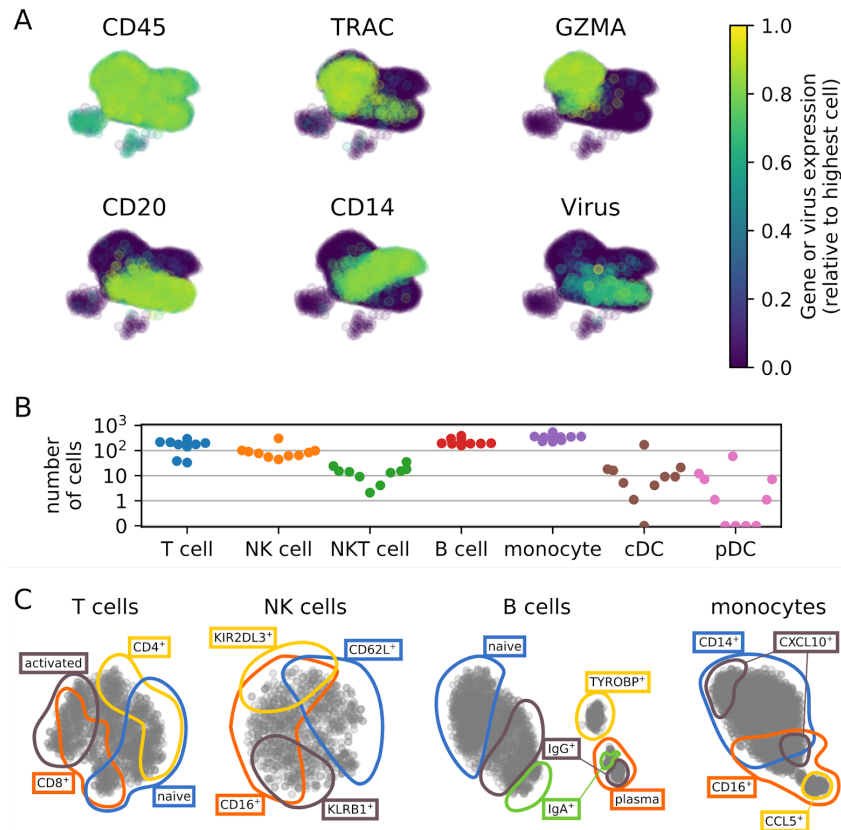 A
CD45 TRAC GZMA
CD20 CD14 Virus
1.0
0.8
0.6
0.4
0.2
0.0
Gene or virus expression
(relative to highest cell)
B
number
of cells
10³
10²
10
1
0
T cell NK cell NKT cell B cell monocyte cDC pDC
C
T cells NK cells B cells monocytes
activated CD4⁺ CD8⁺ naive
KIR2DL3⁺ CD62L⁺ CD16⁺ KLRB1⁺
naive TYROBP⁺ IgG⁺ IgA⁺ plasma
CD14⁺ CXCL10⁺ CD16⁺ CCL5⁺